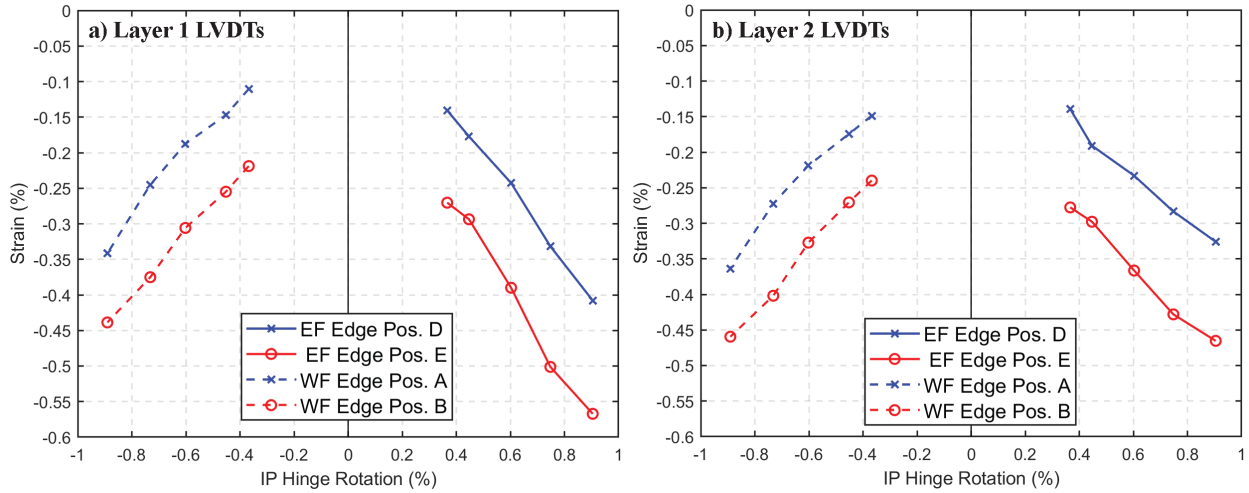 a) Layer 1 LVDTs
0
-0.05
-0.1
-0.15
-0.2
-0.25
-0.3
-0.35
-0.4
-0.45
-0.5
-0.55
-0.6
Strain (%)
EF Edge Pos. D
EF Edge Pos. E
WF Edge Pos. A
WF Edge Pos. B
-1 -0.8 -0.6 -0.4 -0.2 0 0.2 0.4 0.6 0.8 1
IP Hinge Rotation (%)
b) Layer 2 LVDTs
0
-0.05
-0.1
-0.15
-0.2
-0.25
-0.3
-0.35
-0.4
-0.45
-0.5
-0.55
-0.6
Strain (%)
EF Edge Pos. D
EF Edge Pos. E
WF Edge Pos. A
WF Edge Pos. B
-1 -0.8 -0.6 -0.4 -0.2 0 0.2 0.4 0.6 0.8 1
IP Hinge Rotation (%)